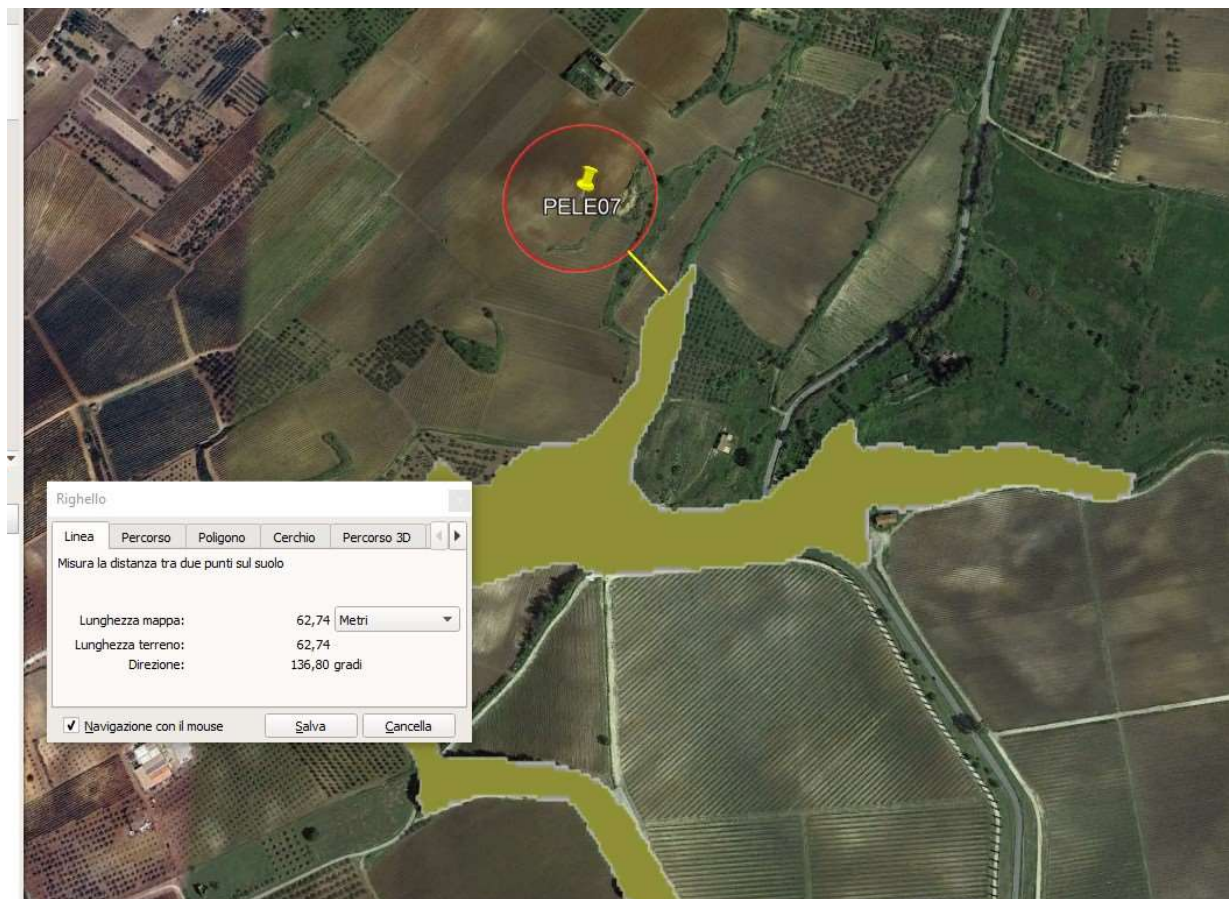 PELE07
Righello
Linea Percorso Poligono Cerchio Percorso 3D
Misura la distanza tra due punti sul suolo
Lunghezza mappa: 62,74 Metri
Lunghezza terreno: 62,74
Direzione: 136,80 gradi
Navigazione con il mouse Salva Cancella